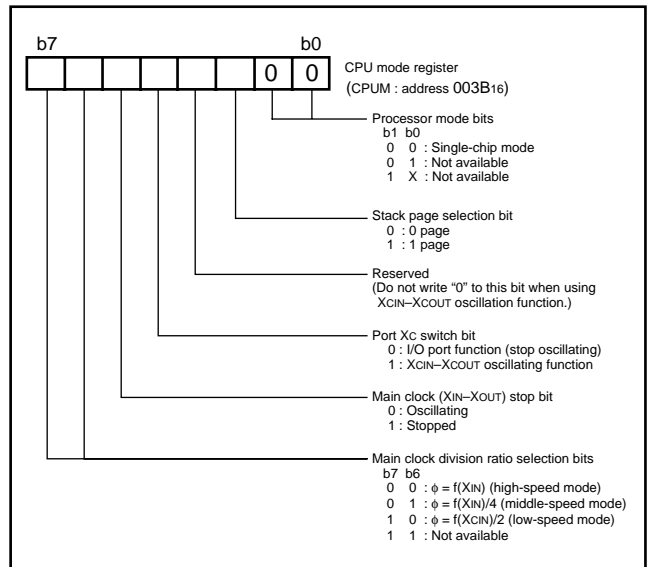 b7 b0
0 0
CPU mode register
(CPUM : address 003B16)
Processor mode bits
b1 b0
0 0 : Single-chip mode
0 1 : Not available
1 X : Not available
Stack page selection bit
0 : 0 page
1 : 1 page
Reserved
(Do not write “0” to this bit when using
XCIN–XCOUT oscillation function.)
Port XC switch bit
0 : I/O port function (stop oscillating)
1 : XCIN–XCOUT oscillating function
Main clock (XIN–XOUT) stop bit
0 : Oscillating
1 : Stopped
Main clock division ratio selection bits
b7 b6
0 0 : ϕ = f(XIN) (high-speed mode)
0 1 : ϕ = f(XIN)/4 (middle-speed mode)
1 0 : ϕ = f(XCIN)/2 (low-speed mode)
1 1 : Not available